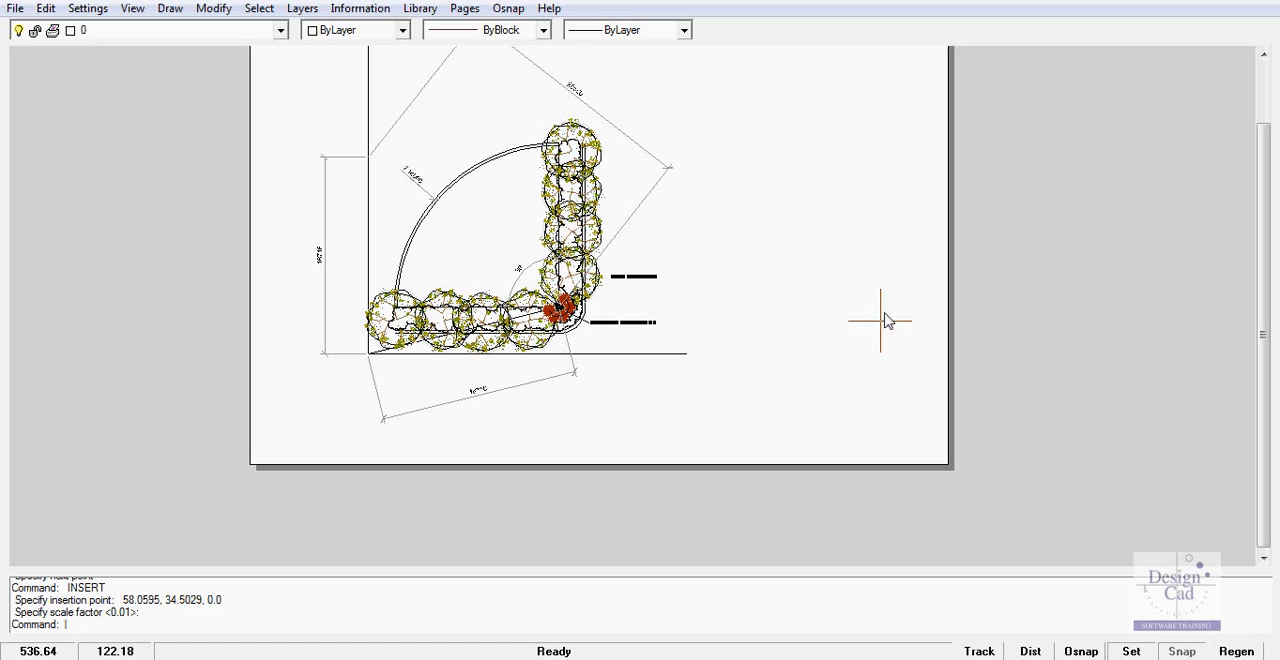 File Edit Settings View Draw Modify Select Layers Information Library Pages Osnap Help
0 ByLayer ByBlock ByLayer
Command: INSERT
Specify insertion point: 58.0595, 34.5029, 0.0
Specify scale factor <0.01>:
Command:
Design
Cad
SOFTWARE TRAINING
536.64 122.18 Ready Track Dist Osnap Set Snap Regen